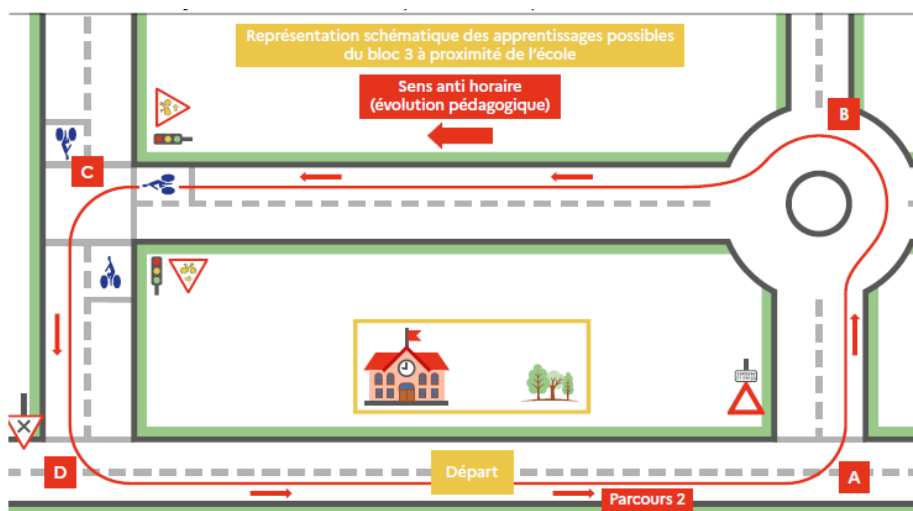 Représentation schématique des apprentissages possibles
du bloc 3 à proximité de l'école
Sens anti horaire
(évolution pédagogique)
B
C
D
Départ
A
Parcours 2